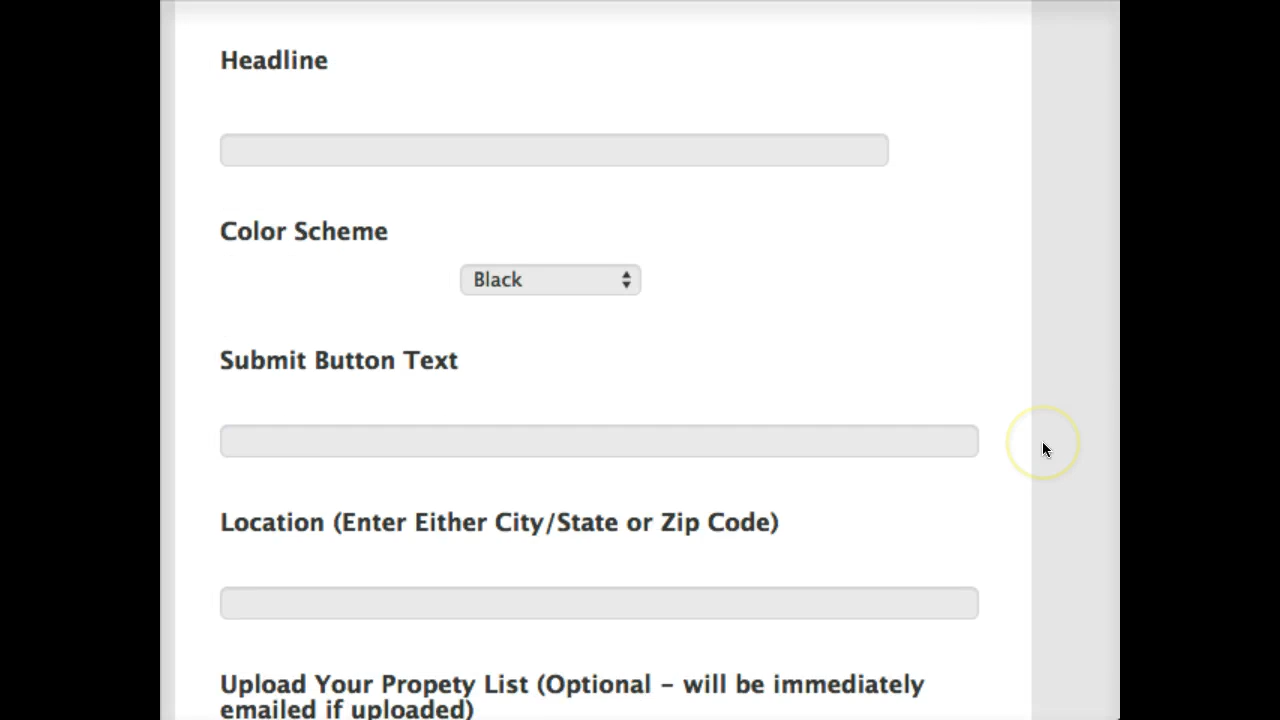 Headline
Color Scheme
Black
Submit Button Text
Location (Enter Either City/State or Zip Code)
Upload Your Propety List (Optional – will be immediately
emailed if uploaded)